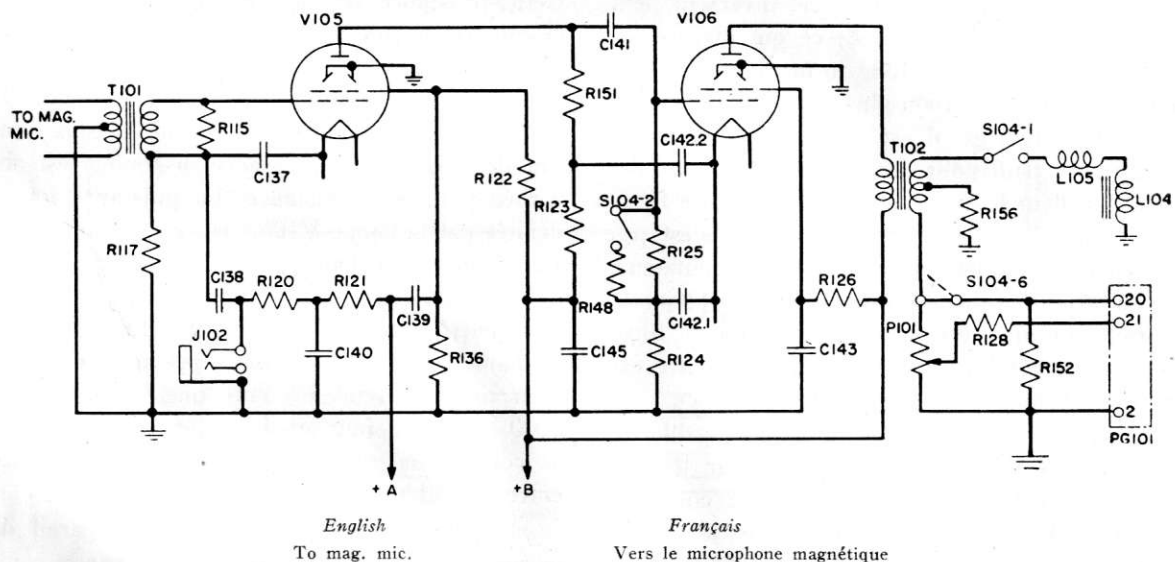 V105
C141
V106
T101
TO MAG.
MIC.
R115
C137
R151
C142.2
R122
R123
S104-2
T102
S104-1
L105
L104
R156
R117
C138
R120
R121
C139
R125
R148
C142.1
R126
S104-6
20
21
P101
R128
J102
C140
R136
C145
R124
C143
R152
2
PG101
+A
+B
English
Français
To mag. mic.
Vers le microphone magnétique